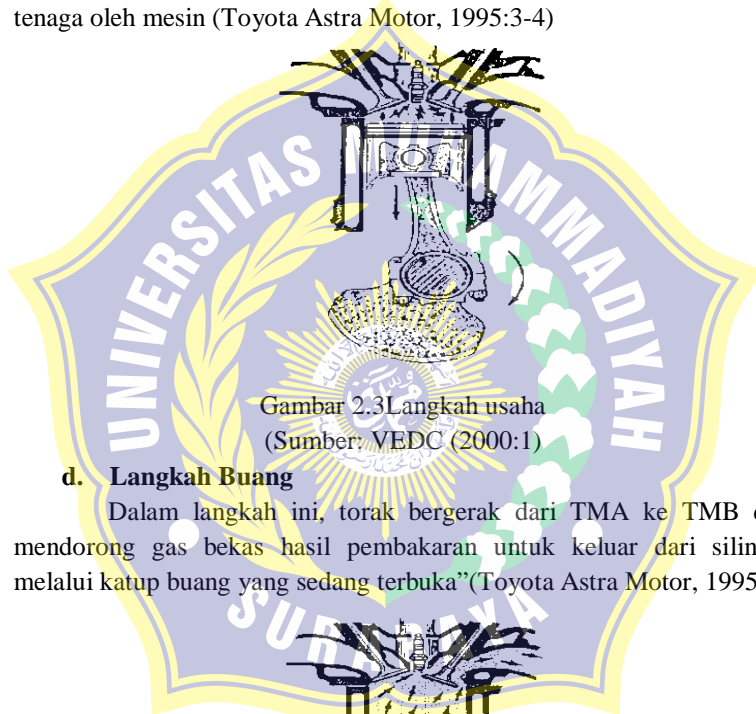 tenaga oleh mesin (Toyota Astra Motor, 1995:3-4)
UNIVERSITAS MUHAMMADIYAH
SURABAYA
Gambar 2.3Langkah usaha
(Sumber: VEDC (2000:1)
d. Langkah Buang
Dalam langkah ini, torak bergerak dari TMA ke TMB
mendorong gas bekas hasil pembakaran untuk keluar dari
melalui katup buang yang sedang terbuka”(Toyota Astra Motor, 1995